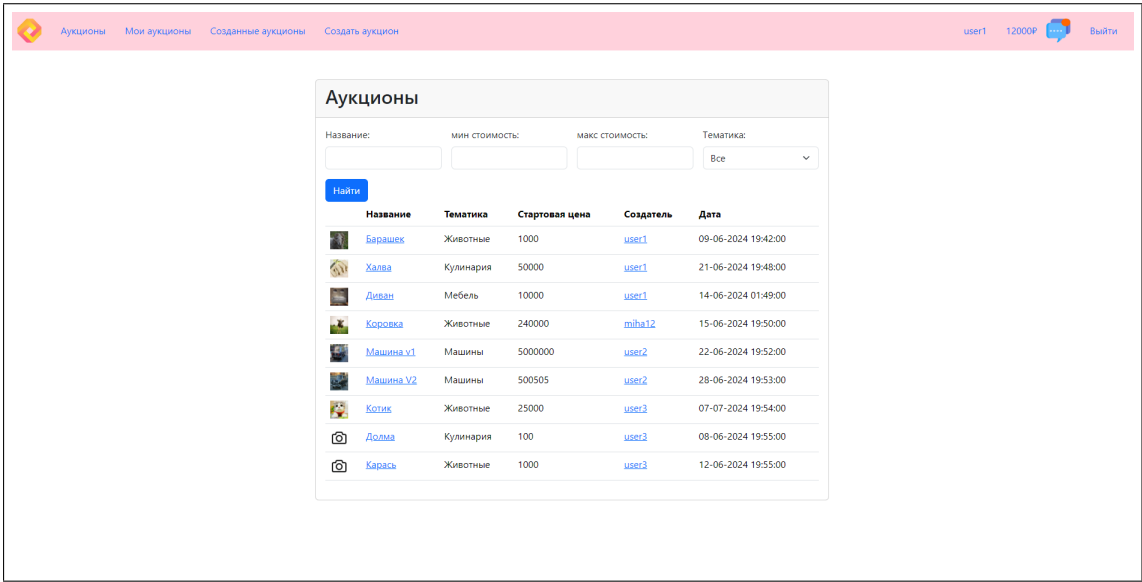 Аукционы Мои аукционы Созданные аукционы Создать аукцион user1 12000₽ Выйти
Аукционы
Название: мин стоимость: макс стоимость: Тематика:
Все
Найти
Название Тематика Стартовая цена Создатель Дата
Барашек Животные 1000 user1 09-06-2024 19:42:00
Халва Кулинария 50000 user1 21-06-2024 19:48:00
Диван Мебель 10000 user1 14-06-2024 01:49:00
Коровка Животные 240000 miha12 15-06-2024 19:50:00
Машина v1 Машины 5000000 user2 22-06-2024 19:52:00
Машина V2 Машины 500505 user2 28-06-2024 19:53:00
Котик Животные 25000 user3 07-07-2024 19:54:00
Долма Кулинария 100 user3 08-06-2024 19:55:00
Карась Животные 1000 user3 12-06-2024 19:55:00